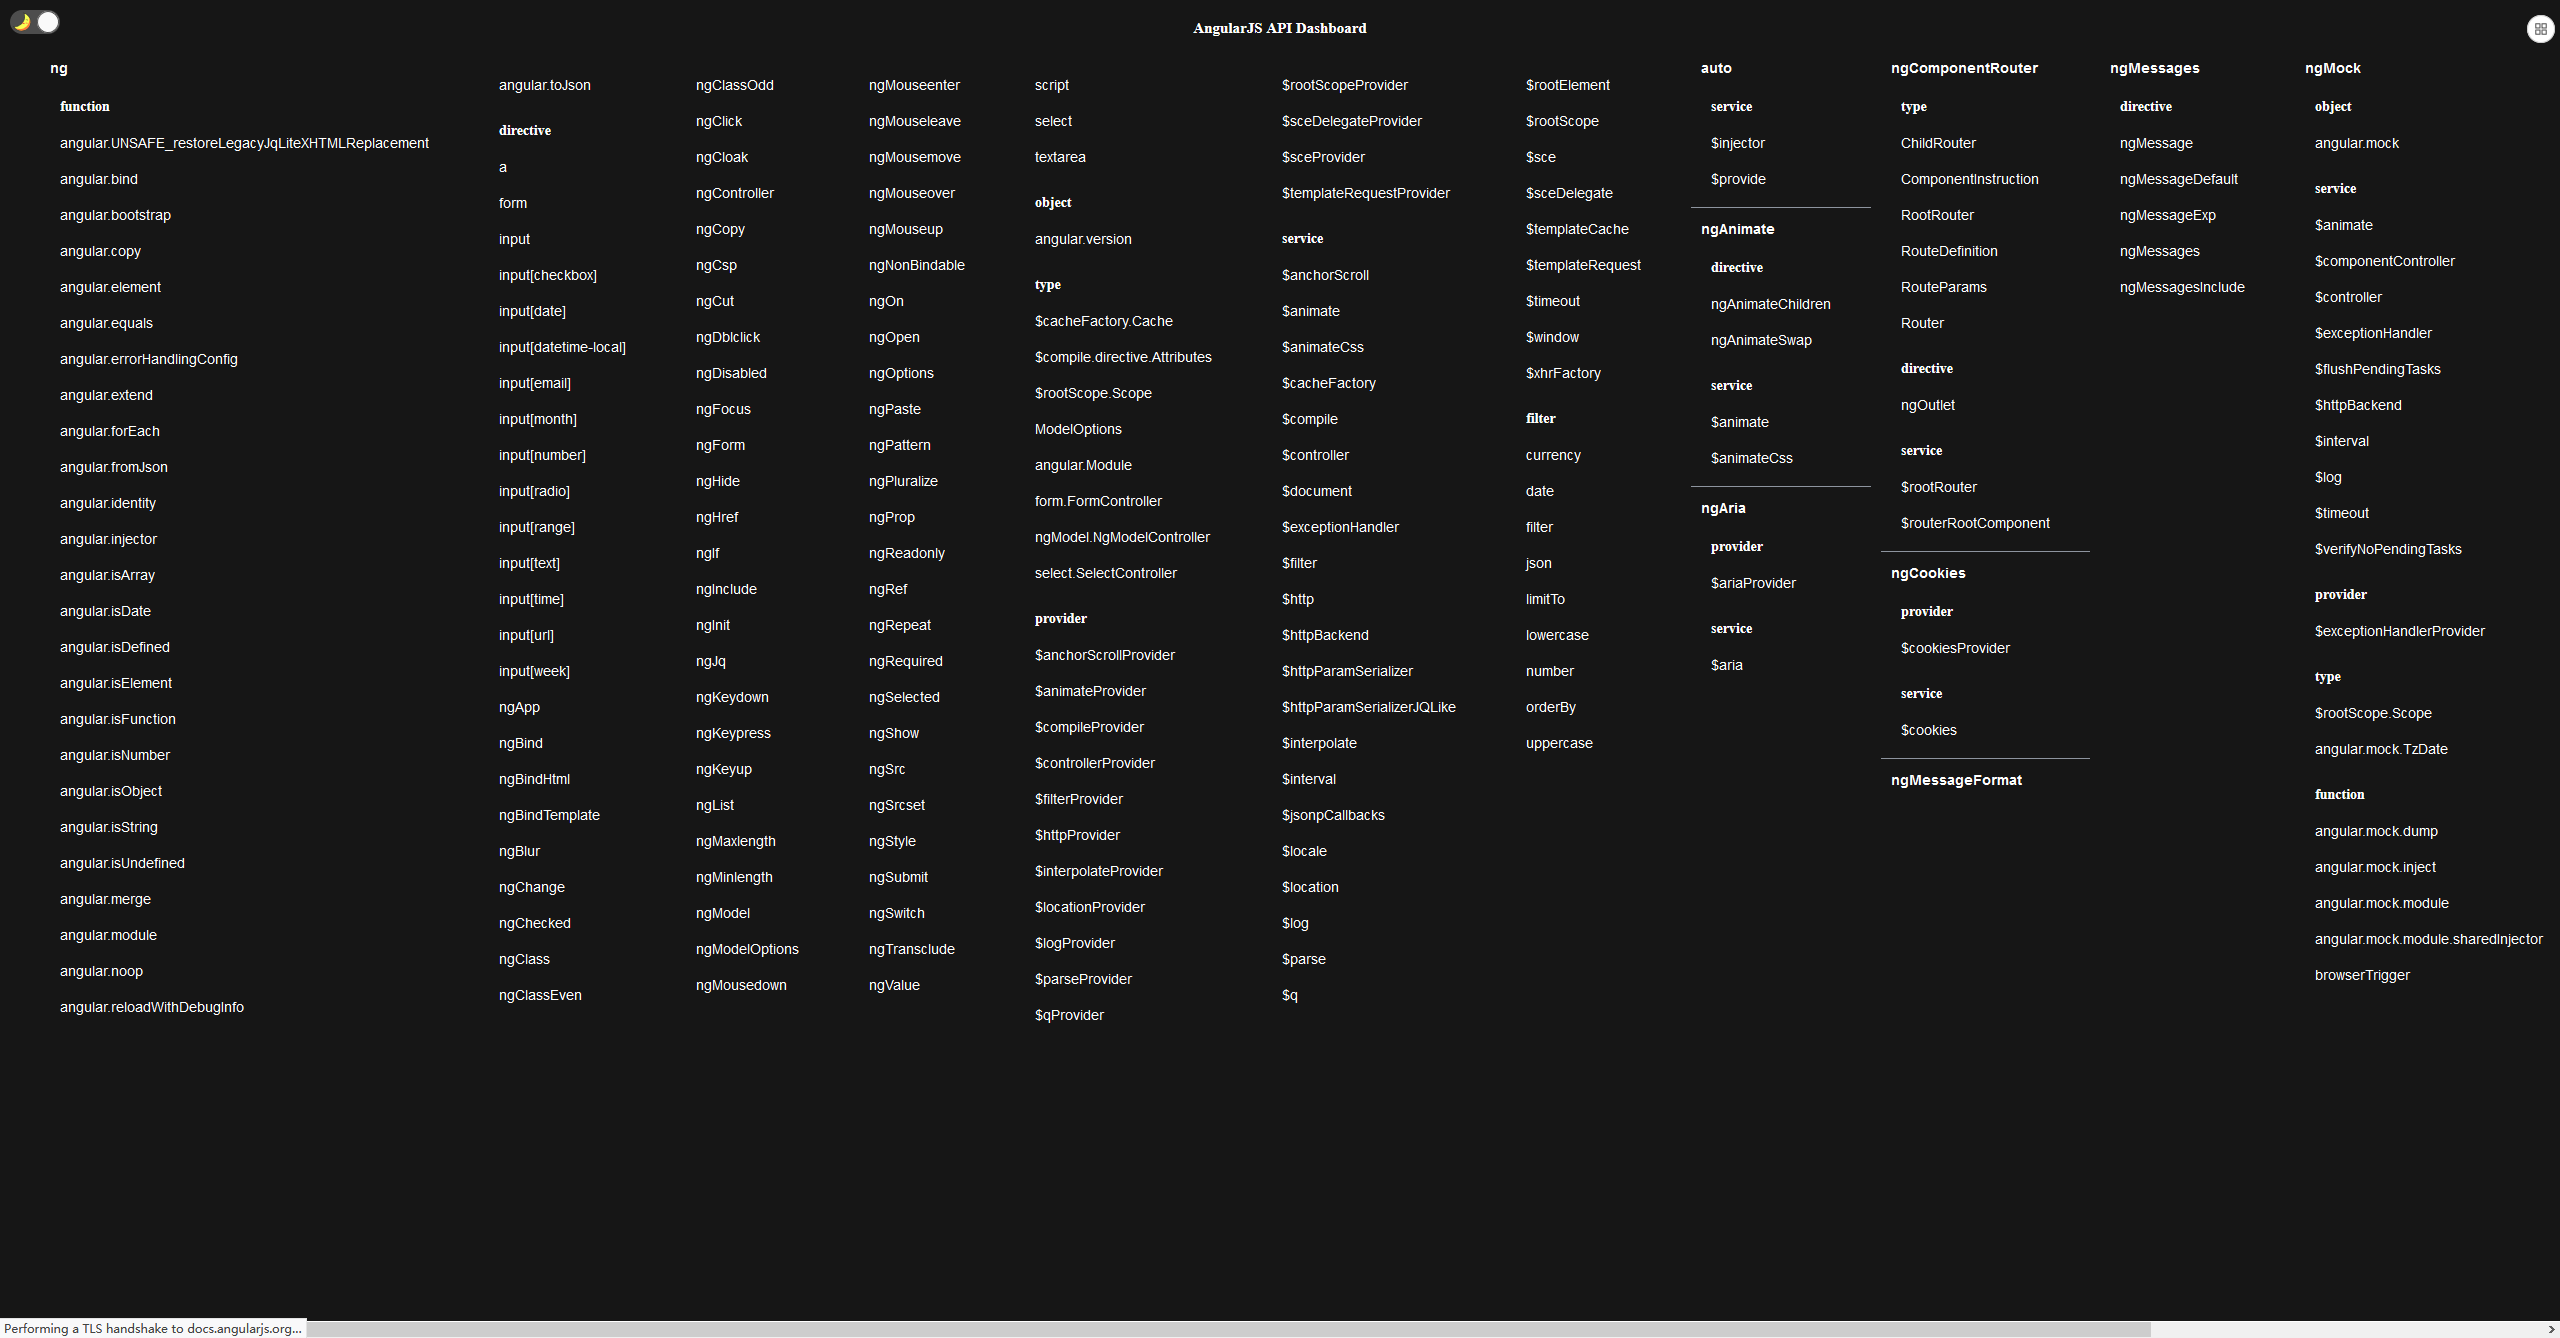 AngularJS API Dashboard
ng
function
angular.UNSAFE_restoreLegacyJqLiteXHTMLReplacement
angular.bind
angular.bootstrap
angular.copy
angular.element
angular.equals
angular.errorHandlingConfig
angular.extend
angular.forEach
angular.fromJson
angular.identity
angular.injector
angular.isArray
angular.isDate
angular.isDefined
angular.isElement
angular.isFunction
angular.isNumber
angular.isObject
angular.isString
angular.isUndefined
angular.merge
angular.module
angular.noop
angular.reloadWithDebugInfo
angular.toJson
directive
a
form
input
input[checkbox]
input[date]
input[datetime-local]
input[email]
input[month]
input[number]
input[radio]
input[range]
input[text]
input[time]
input[url]
input[week]
ngApp
ngBind
ngBindHtml
ngBindTemplate
ngBlur
ngChange
ngChecked
ngClass
ngClassEven
ngClassOdd
ngClick
ngCloak
ngController
ngCopy
ngCsp
ngCut
ngDblclick
ngDisabled
ngFocus
ngForm
ngHide
ngHref
ngIf
ngInclude
ngInit
ngJq
ngKeydown
ngKeypress
ngKeyup
ngList
ngMaxlength
ngMinlength
ngModel
ngModelOptions
ngMousedown
ngMouseenter
ngMouseleave
ngMousemove
ngMouseover
ngMouseup
ngNonBindable
ngOn
ngOpen
ngOptions
ngPaste
ngPattern
ngPluralize
ngProp
ngReadonly
ngRef
ngRepeat
ngRequired
ngSelected
ngShow
ngSrc
ngSrcset
ngStyle
ngSubmit
ngSwitch
ngTransclude
ngValue
script
select
textarea
object
angular.version
type
$cacheFactory.Cache
$compile.directive.Attributes
$rootScope.Scope
ModelOptions
angular.Module
form.FormController
ngModel.NgModelController
select.SelectController
provider
$anchorScrollProvider
$animateProvider
$compileProvider
$controllerProvider
$filterProvider
$httpProvider
$interpolateProvider
$locationProvider
$logProvider
$parseProvider
$qProvider
$rootScopeProvider
$sceDelegateProvider
$sceProvider
$templateRequestProvider
service
$anchorScroll
$animate
$animateCss
$cacheFactory
$compile
$controller
$document
$exceptionHandler
$filter
$http
$httpBackend
$httpParamSerializer
$httpParamSerializerJQLike
$interpolate
$interval
$jsonpCallbacks
$locale
$location
$log
$parse
$q
$rootElement
$rootScope
$sce
$sceDelegate
$templateCache
$templateRequest
$timeout
$window
$xhrFactory
filter
currency
date
filter
json
limitTo
lowercase
number
orderBy
uppercase
auto
service
$injector
$provide
ngAnimate
directive
ngAnimateChildren
ngAnimateSwap
service
$animate
$animateCss
ngAria
provider
$ariaProvider
service
$aria
ngComponentRouter
type
ChildRouter
ComponentInstruction
RootRouter
RouteDefinition
RouteParams
Router
directive
ngOutlet
service
$rootRouter
$routerRootComponent
ngCookies
provider
$cookiesProvider
service
$cookies
ngMessageFormat
ngMessages
directive
ngMessage
ngMessageDefault
ngMessageExp
ngMessages
ngMessagesInclude
ngMock
object
angular.mock
service
$animate
$componentController
$controller
$exceptionHandler
$flushPendingTasks
$httpBackend
$interval
$log
$timeout
$verifyNoPendingTasks
provider
$exceptionHandlerProvider
type
$rootScope.Scope
angular.mock.TzDate
function
angular.mock.dump
angular.mock.inject
angular.mock.module
angular.mock.module.sharedInjector
browserTrigger
Performing a TLS handshake to docs.angularjs.org...